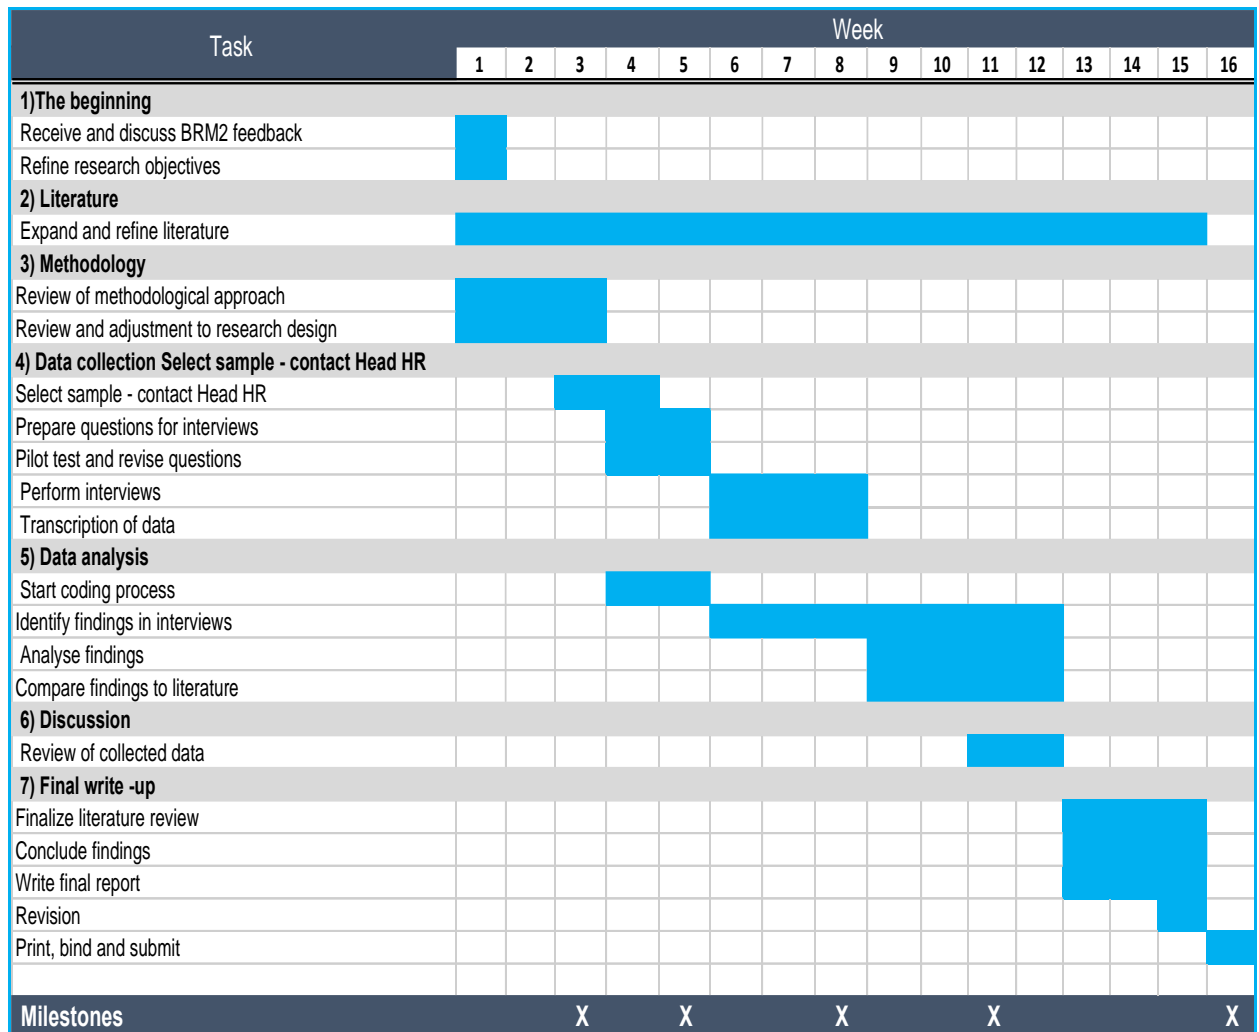 Task
Week
1 2 3 4 5 6 7 8 9 10 11 12 13 14 15 16
1)The beginning
Receive and discuss BRM2 feedback
Refine research objectives
2) Literature
Expand and refine literature
3) Methodology
Review of methodological approach
Review and adjustment to research design
4) Data collection Select sample - contact Head HR
Select sample - contact Head HR
Prepare questions for interviews
Pilot test and revise questions
Perform interviews
Transcription of data
5) Data analysis
Start coding process
Identify findings in interviews
Analyse findings
Compare findings to literature
6) Discussion
Review of collected data
7) Final write -up
Finalize literature review
Conclude findings
Write final report
Revision
Print, bind and submit
Milestones X X X X X